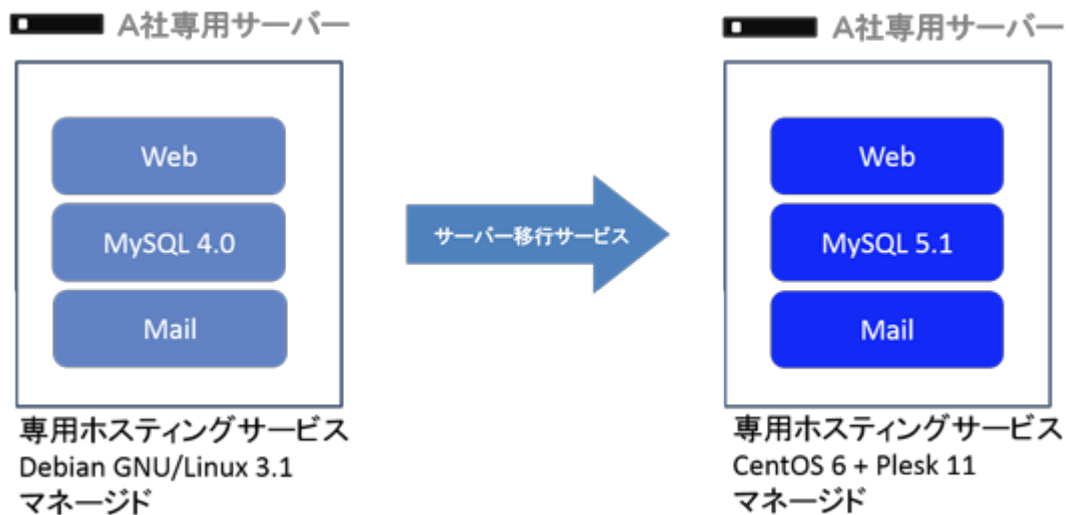 A社専用サーバー
Web
MySQL 4.0
Mail
専用ホスティングサービス
Debian GNU/Linux 3.1
マネージド
サーバー移行サービス
A社専用サーバー
Web
MySQL 5.1
Mail
専用ホスティングサービス
CentOS 6 + Plesk 11
マネージド